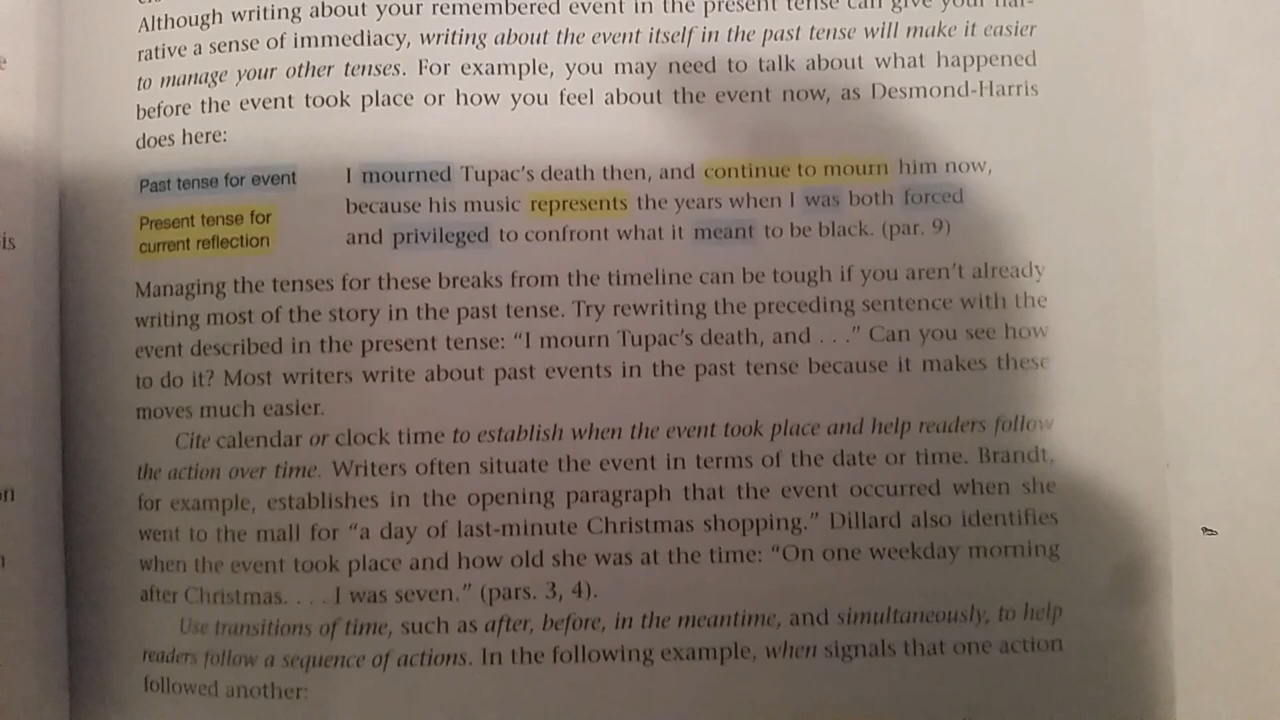 Although writing about your remembered event in the present tense can give your nar-
rative a sense of immediacy, writing about the event itself in the past tense will make it easier
to manage your other tenses. For example, you may need to talk about what happened
before the event took place or how you feel about the event now, as Desmond-Harris
does here:
Past tense for event
Present tense for
current reflection
I mourned Tupac's death then, and continue to mourn him now,
because his music represents the years when I was both forced
and privileged to confront what it meant to be black. (par. 9)
Managing the tenses for these breaks from the timeline can be tough if you aren't already
writing most of the story in the past tense. Try rewriting the preceding sentence with the
event described in the present tense: "I mourn Tupac's death, and . . ." Can you see how
to do it? Most writers write about past events in the past tense because it makes these
moves much easier.
Cite calendar or clock time to establish when the event took place and help readers follow
the action over time. Writers often situate the event in terms of the date or time. Brandt,
for example, establishes in the opening paragraph that the event occurred when she
went to the mall for "a day of last-minute Christmas shopping." Dillard also identifies
when the event took place and how old she was at the time: "On one weekday morning
after Christmas. . . . I was seven." (pars. 3, 4).
Use transitions of time, such as after, before, in the meantime, and simultaneously, to help
readers follow a sequence of actions. In the following example, when signals that one action
followed another: